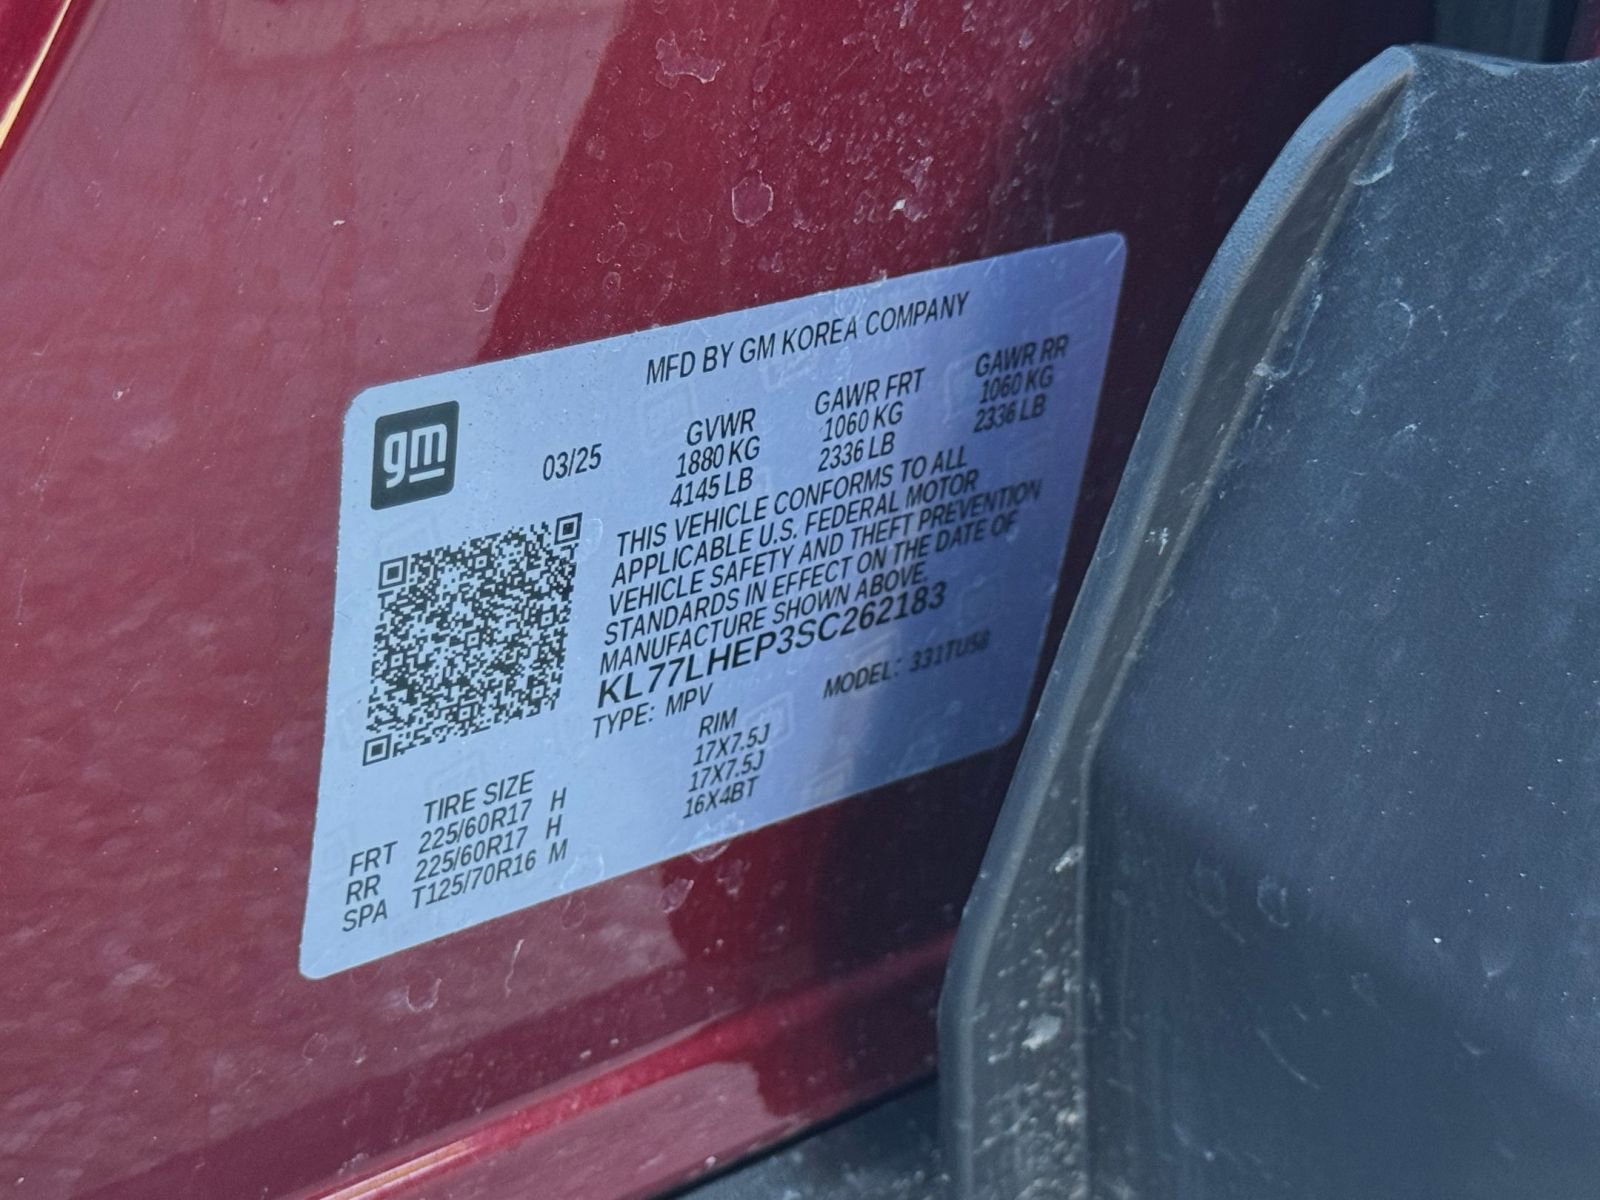 MFD BY GM KOREA COMPANY
gm
03/25
GVWR GAWR FRT GAWR RR
1880 KG 1060 KG 1060 KG
4145 LB 2336 LB 2336 LB
THIS VEHICLE CONFORMS TO ALL
APPLICABLE U.S. FEDERAL MOTOR
VEHICLE SAFETY AND THEFT PREVENTION
STANDARDS IN EFFECT ON THE DATE OF
MANUFACTURE SHOWN ABOVE.
KL77LHEP3SC262183
TYPE: MPV MODEL: 331TU58
TIRE SIZE RIM
FRT 225/60R17 H 17X7.5J
RR 225/60R17 H 17X7.5J
SPA T125/70R16 M 16X4BT